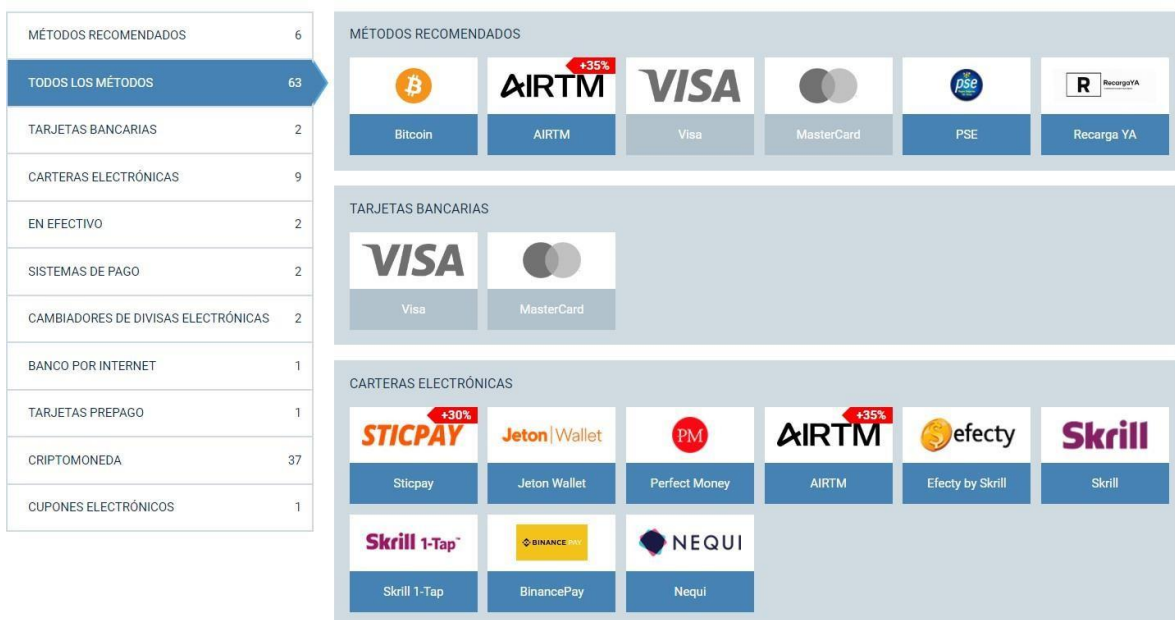 MÉTODOS RECOMENDADOS 6
TODOS LOS MÉTODOS 63
TARJETAS BANCARIAS 2
CARTERAS ELECTRÓNICAS 9
EN EFECTIVO 2
SISTEMAS DE PAGO 2
CAMBIADORES DE DIVISAS ELECTRÓNICAS 2
BANCO POR INTERNET 1
TARJETAS PREPAGO 1
CRIPTOMONEDA 37
CUPONES ELECTRÓNICOS 1
MÉTODOS RECOMENDADOS
+35%
AIRTM VISA pse R RecargaYA
Bitcoin AIRTM Visa MasterCard PSE Recarga YA
TARJETAS BANCARIAS
VISA
Visa MasterCard
CARTERAS ELECTRÓNICAS
+30% +35%
STICPAY Jeton Wallet PM AIRTM efecty Skrill
Sticpay Jeton Wallet Perfect Money AIRTM Efecty by Skrill Skrill
Skrill 1-Tap BINANCE PAY NEQUI
Skrill 1-Tap BinancePay Nequi